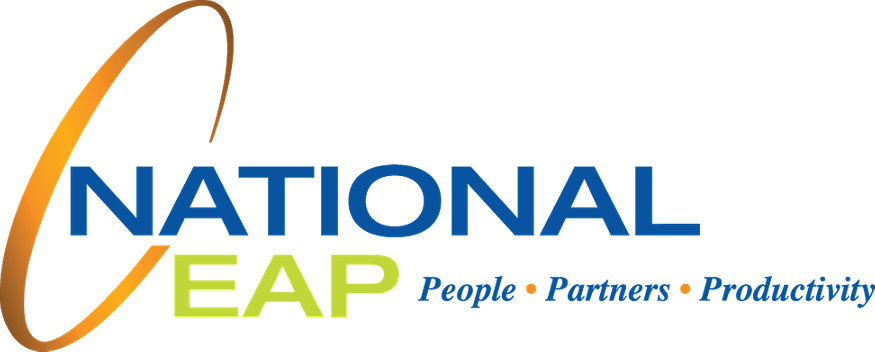 NATIONAL
EAP People • Partners • Productivity